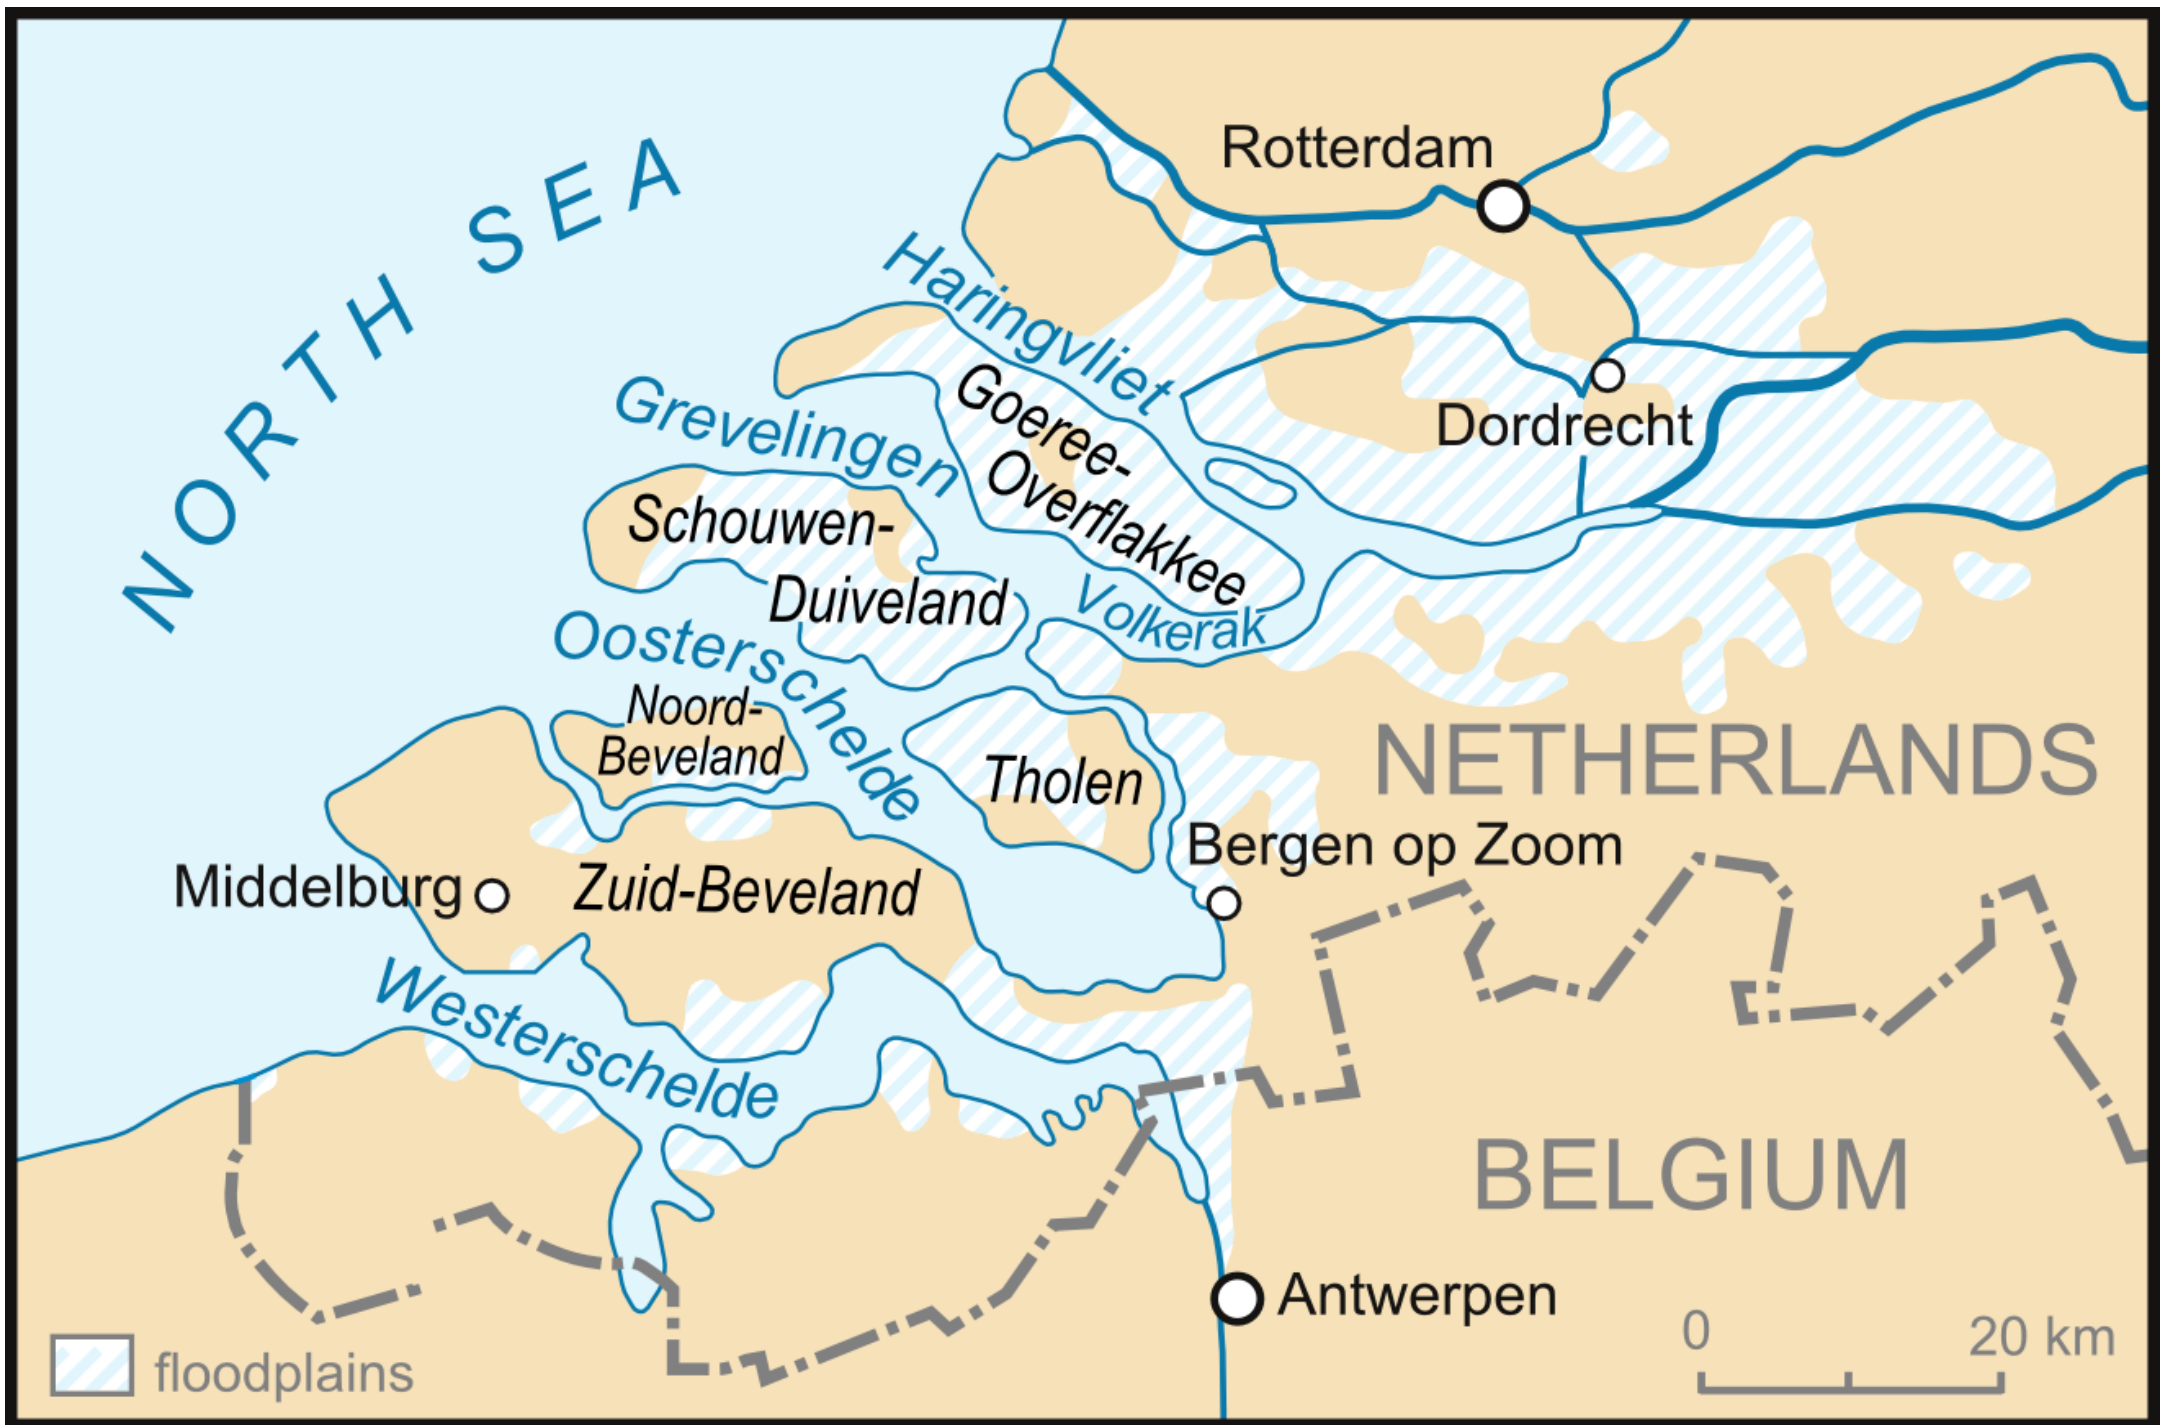 NORTH SEA
Rotterdam
Haringvliet
Grevelingen
Goeree-
Overflakkee
Dordrecht
Schouwen-
Duiveland
Volkerak
Oosterschelde
Noord-
Beveland
Tholen
NETHERLANDS
Bergen op Zoom
Middelburg
Zuid-Beveland
Westerschelde
BELGIUM
Antwerpen
floodplains
0 20 km